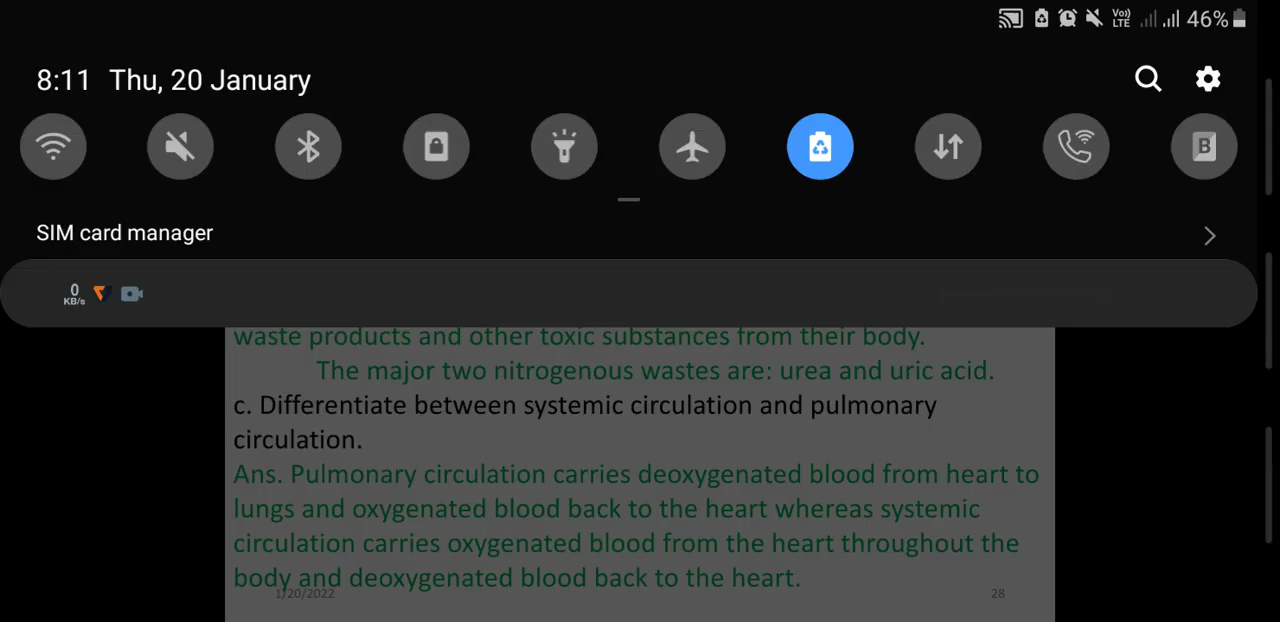 Vo)) LTE 46%
8:11 Thu, 20 January
B
SIM card manager
0 KB/s
waste products and other toxic substances from their body.
The major two nitrogenous wastes are: urea and uric acid.
c. Differentiate between systemic circulation and pulmonary
circulation.
Ans. Pulmonary circulation carries deoxygenated blood from heart to
lungs and oxygenated blood back to the heart whereas systemic
circulation carries oxygenated blood from the heart throughout the
body and deoxygenated blood back to the heart.
1/20/2022 28